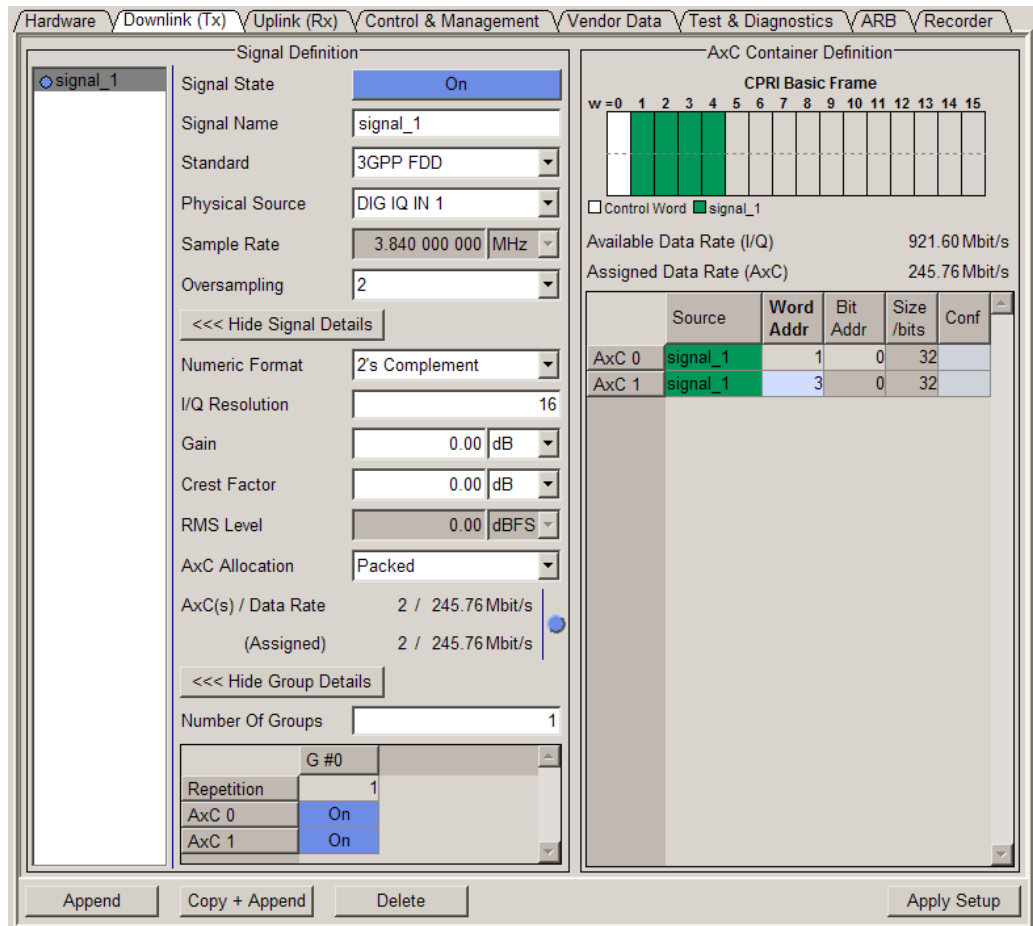 Hardware Downlink (Tx) Uplink (Rx) Control & Management Vendor Data Test & Diagnostics ARB Recorder
Signal Definition
signal_1
Signal State On
Signal Name signal_1
Standard 3GPP FDD
Physical Source DIG IQ IN 1
Sample Rate 3.840 000 000 MHz
Oversampling 2
<<< Hide Signal Details
Numeric Format 2's Complement
I/Q Resolution 16
Gain 0.00 dB
Crest Factor 0.00 dB
RMS Level 0.00 dBFS
AxC Allocation Packed
AxC(s) / Data Rate 2 / 245.76 Mbit/s
(Assigned) 2 / 245.76 Mbit/s
<<< Hide Group Details
Number Of Groups 1
G #0
Repetition 1
AxC 0 On
AxC 1 On
AxC Container Definition
CPRI Basic Frame
w =0 1 2 3 4 5 6 7 8 9 10 11 12 13 14 15
Control Word signal_1
Available Data Rate (I/Q) 921.60 Mbit/s
Assigned Data Rate (AxC) 245.76 Mbit/s
Source Word Addr Bit Addr Size /bits Conf
AxC 0 signal_1 1 0 32
AxC 1 signal_1 3 0 32
Append Copy + Append Delete Apply Setup